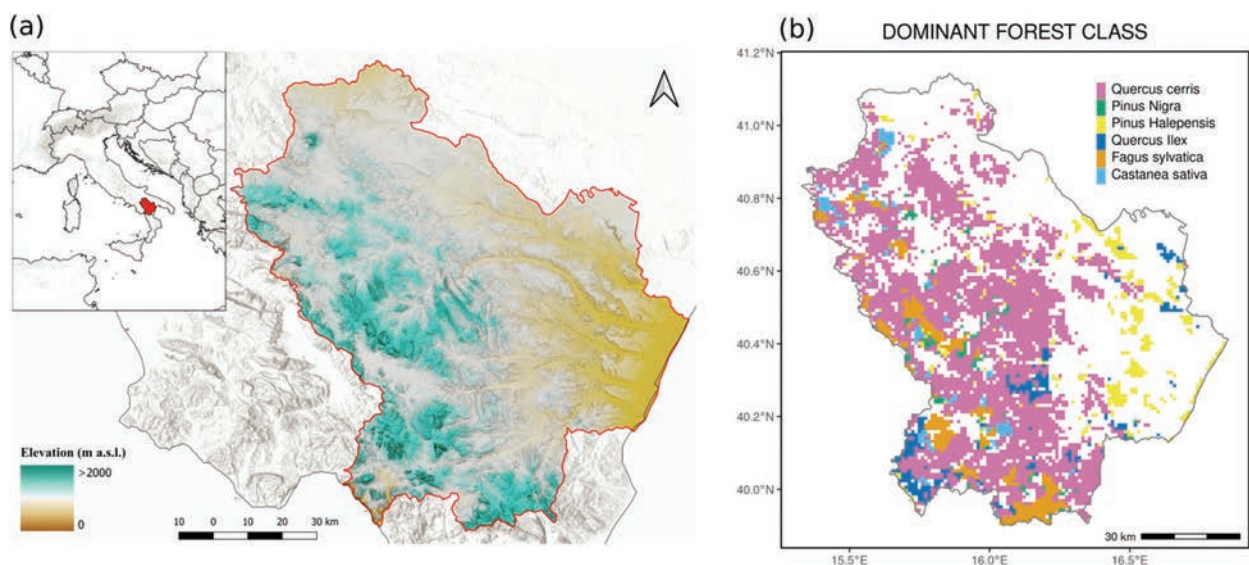 (a)
Elevation (m a.s.l.)
>2000
0
10 0 10 20 30 km
(b)
DOMINANT FOREST CLASS
41.2°N
41.0°N
40.8°N
40.6°N
40.4°N
40.2°N
40.0°N
Quercus cerris
Pinus Nigra
Pinus Halepensis
Quercus Ilex
Fagus sylvatica
Castanea sativa
30 km
15.5°E 16.0°E 16.5°E